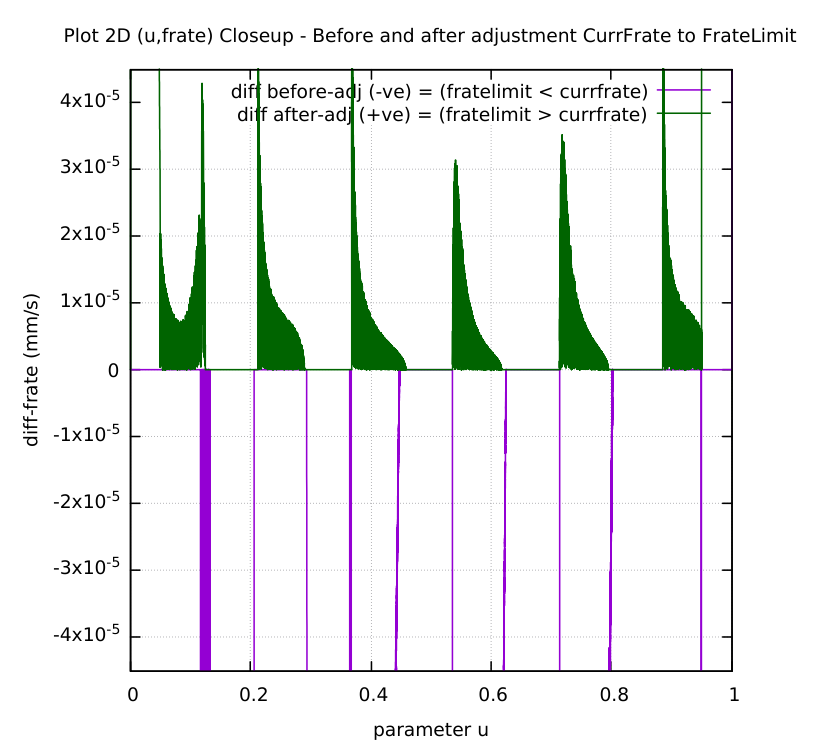 Plot 2D (u,frate) Closeup - Before and after adjustment CurrFrate to FrateLimit
diff before-adj (-ve) = (fratelimit < currfrate)
diff after-adj (+ve) = (fratelimit > currfrate)
4x10⁻⁵
3x10⁻⁵
2x10⁻⁵
1x10⁻⁵
0
-1x10⁻⁵
-2x10⁻⁵
-3x10⁻⁵
-4x10⁻⁵
diff-frate (mm/s)
0 0.2 0.4 0.6 0.8 1
parameter u